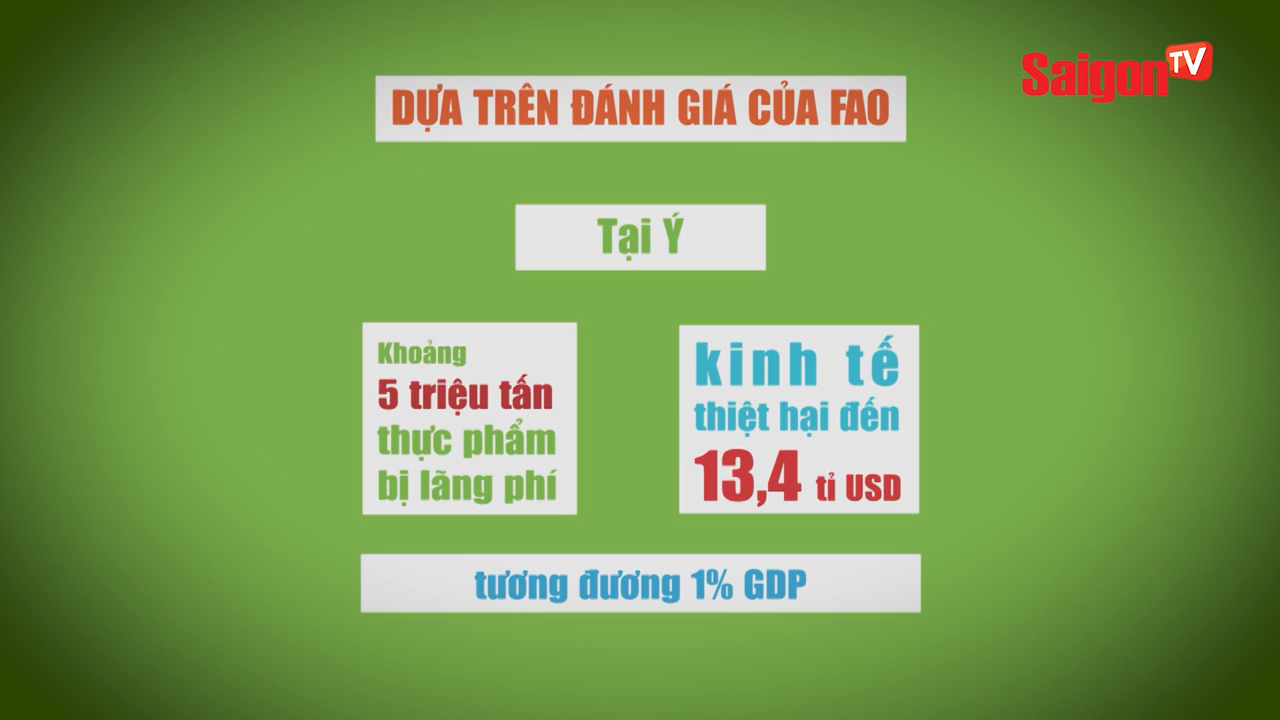 Saigon TV
DỰA TRÊN ĐÁNH GIÁ CỦA FAO
Tại Ý
Khoảng
5 triệu tấn
thực phẩm
bị lãng phí
kinh tế
thiệt hại đến
13,4 tỉ USD
tương đương 1% GDP